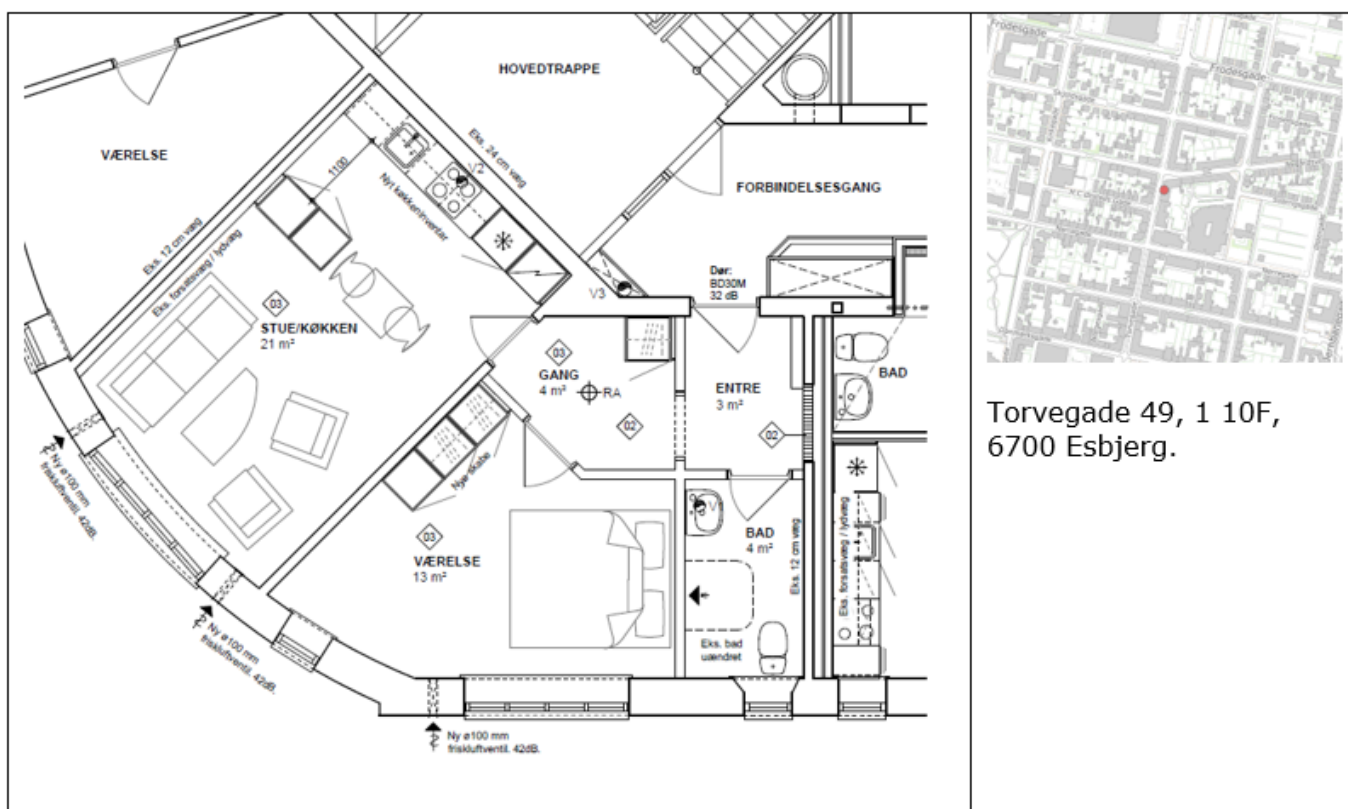 HOVEDTRAPPE
VÆRELSE
Eks. 24 cm væg
1100
V2
Nyt køkkeninventar
FORBINDELSESGANG
Eks. 12 cm væg
Eks. forsatsvæg / lydvæg
Dør:
BD30M
32 dB
V3
03
STUE/KØKKEN
21 m²
03
GANG
4 m²
RA
02
ENTRE
3 m²
02
BAD
Nye skabe
03
VÆRELSE
13 m²
V
BAD
4 m²
Eks. 12 cm væg
Eks. forsatsvæg / lydvæg
Eks. bad
uændret
Ny ø100 mm
friskluftventil. 42dB.
Ny ø100 mm
friskluftventil. 42dB.
Ny ø100 mm
friskluftventil. 42dB.
Frodesgade
Frodesgade
Torvegade 49, 1 10F,
6700 Esbjerg.